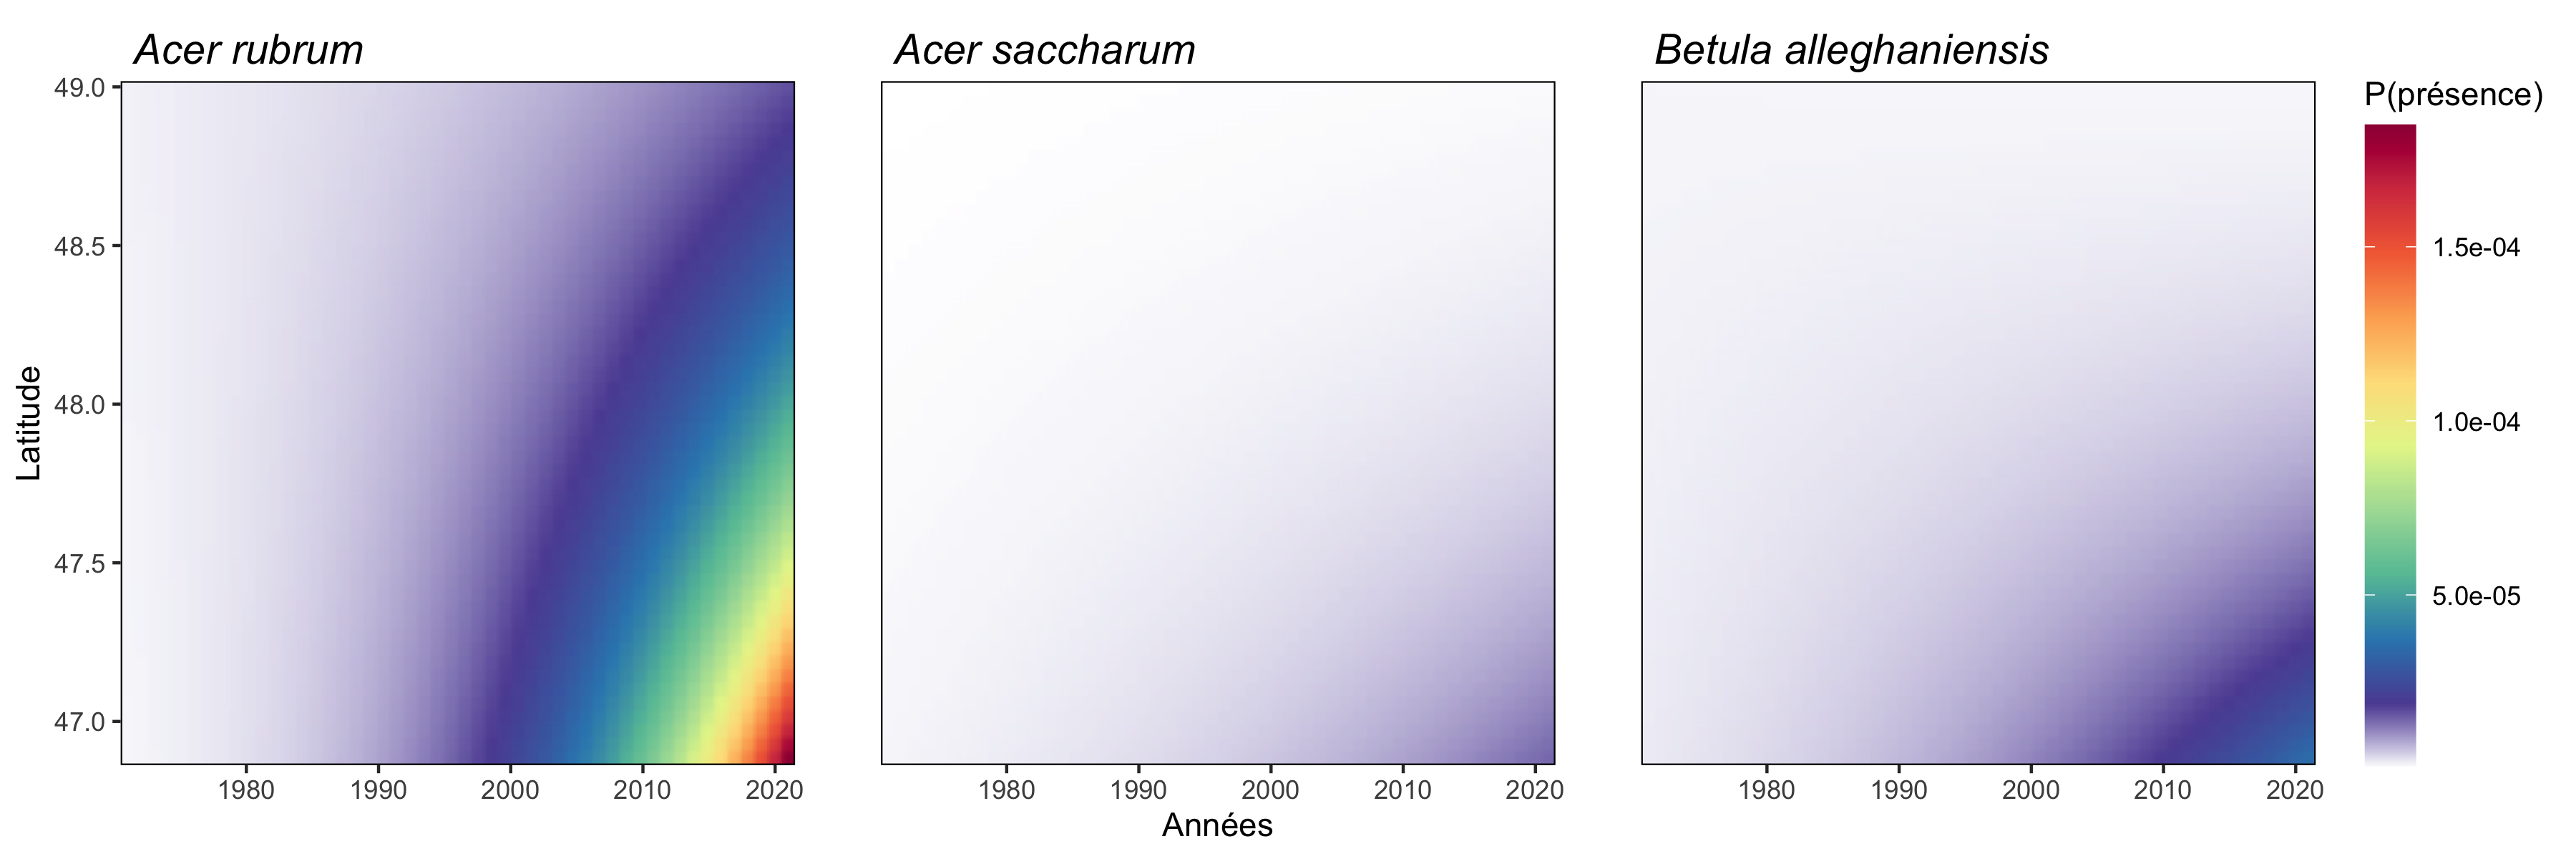 Acer rubrum
Acer saccharum
Betula alleghaniensis
P(présence)
1.5e-04
1.0e-04
5.0e-05
Latitude
49.0
48.5
48.0
47.5
47.0
1980 1990 2000 2010 2020
1980 1990 2000 2010 2020
1980 1990 2000 2010 2020
Années